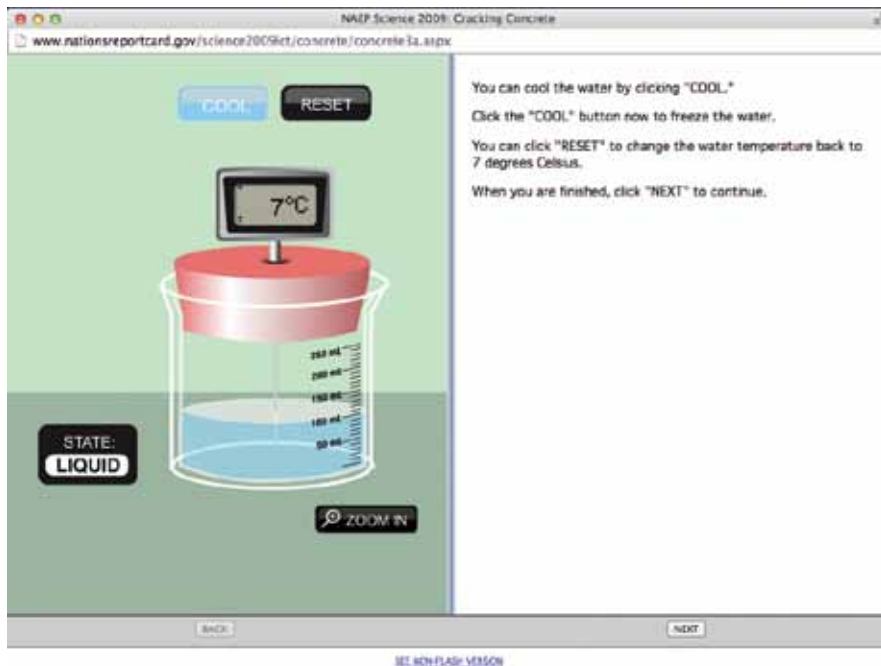 NAEP Science 2009: Cracking Concrete
www.nationsreportcard.gov/science2009ict/concrete/concrete3a.aspx
COOL
RESET
You can cool the water by clicking "COOL."
Click the "COOL" button now to freeze the water.
You can click "RESET" to change the water temperature back to
7 degrees Celsius.
When you are finished, click "NEXT" to continue.
7°C
250 ml
200 ml
150 ml
100 ml
50 ml
STATE:
LIQUID
ZOOM IN
BACK
NEXT
SEE NON-FLASH VERSION